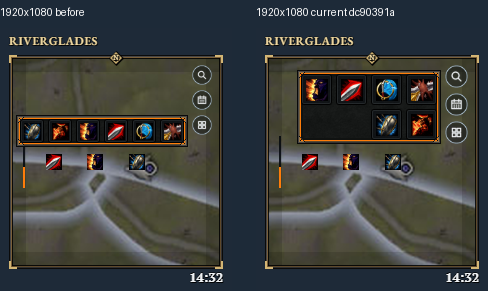 1920x1080 before
1920x1080 current dc90391a
RIVERGLADES
RIVERGLADES
N
N
14:32
14:32